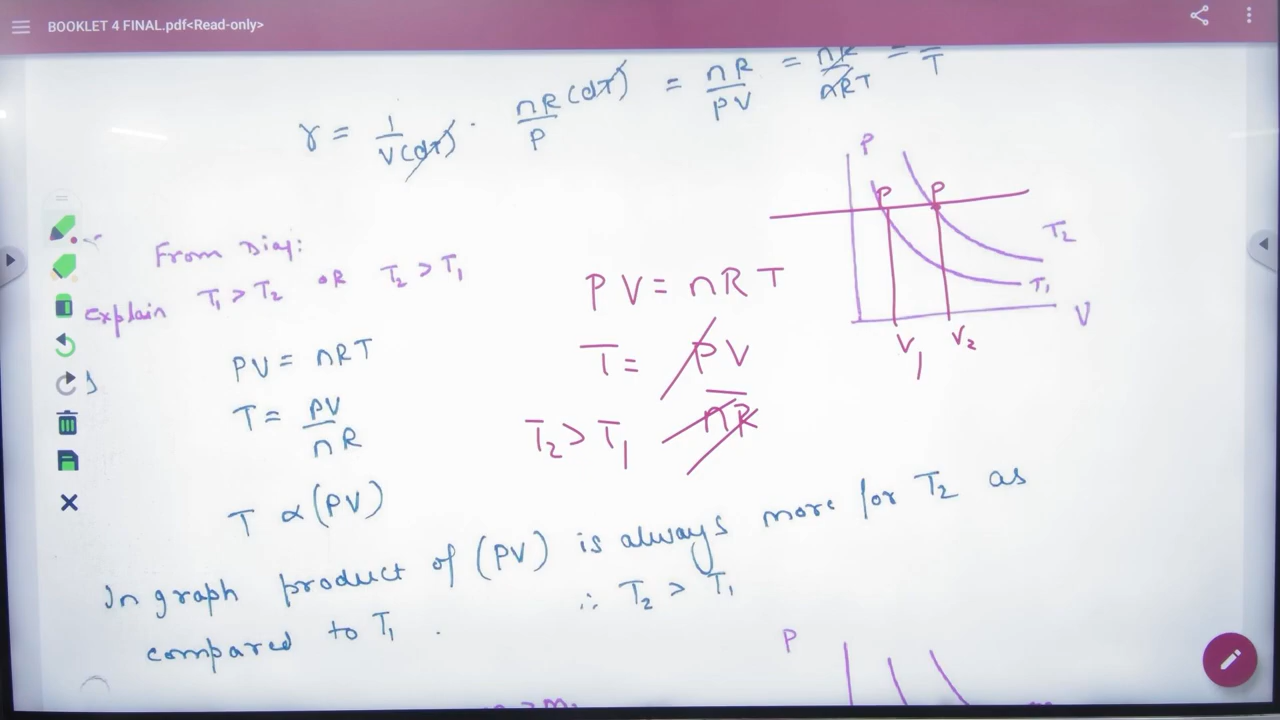 BOOKLET 4 FINAL.pdf<Read-only>
γ = 1/V(dT) · nR(dT)/P = nR/PV = nR/nRT = T
P
P P
T2
T1
V
V1 V2
From Diag:
Explain T1 > T2 OR T2 > T1
PV = nRT
T = PV/nR
T2 > T1
PV = nRT
T = PV/nR
T ∝ (PV)
In graph product of (PV) is always more for T2 as
compared to T1 .
∴ T2 > T1
P